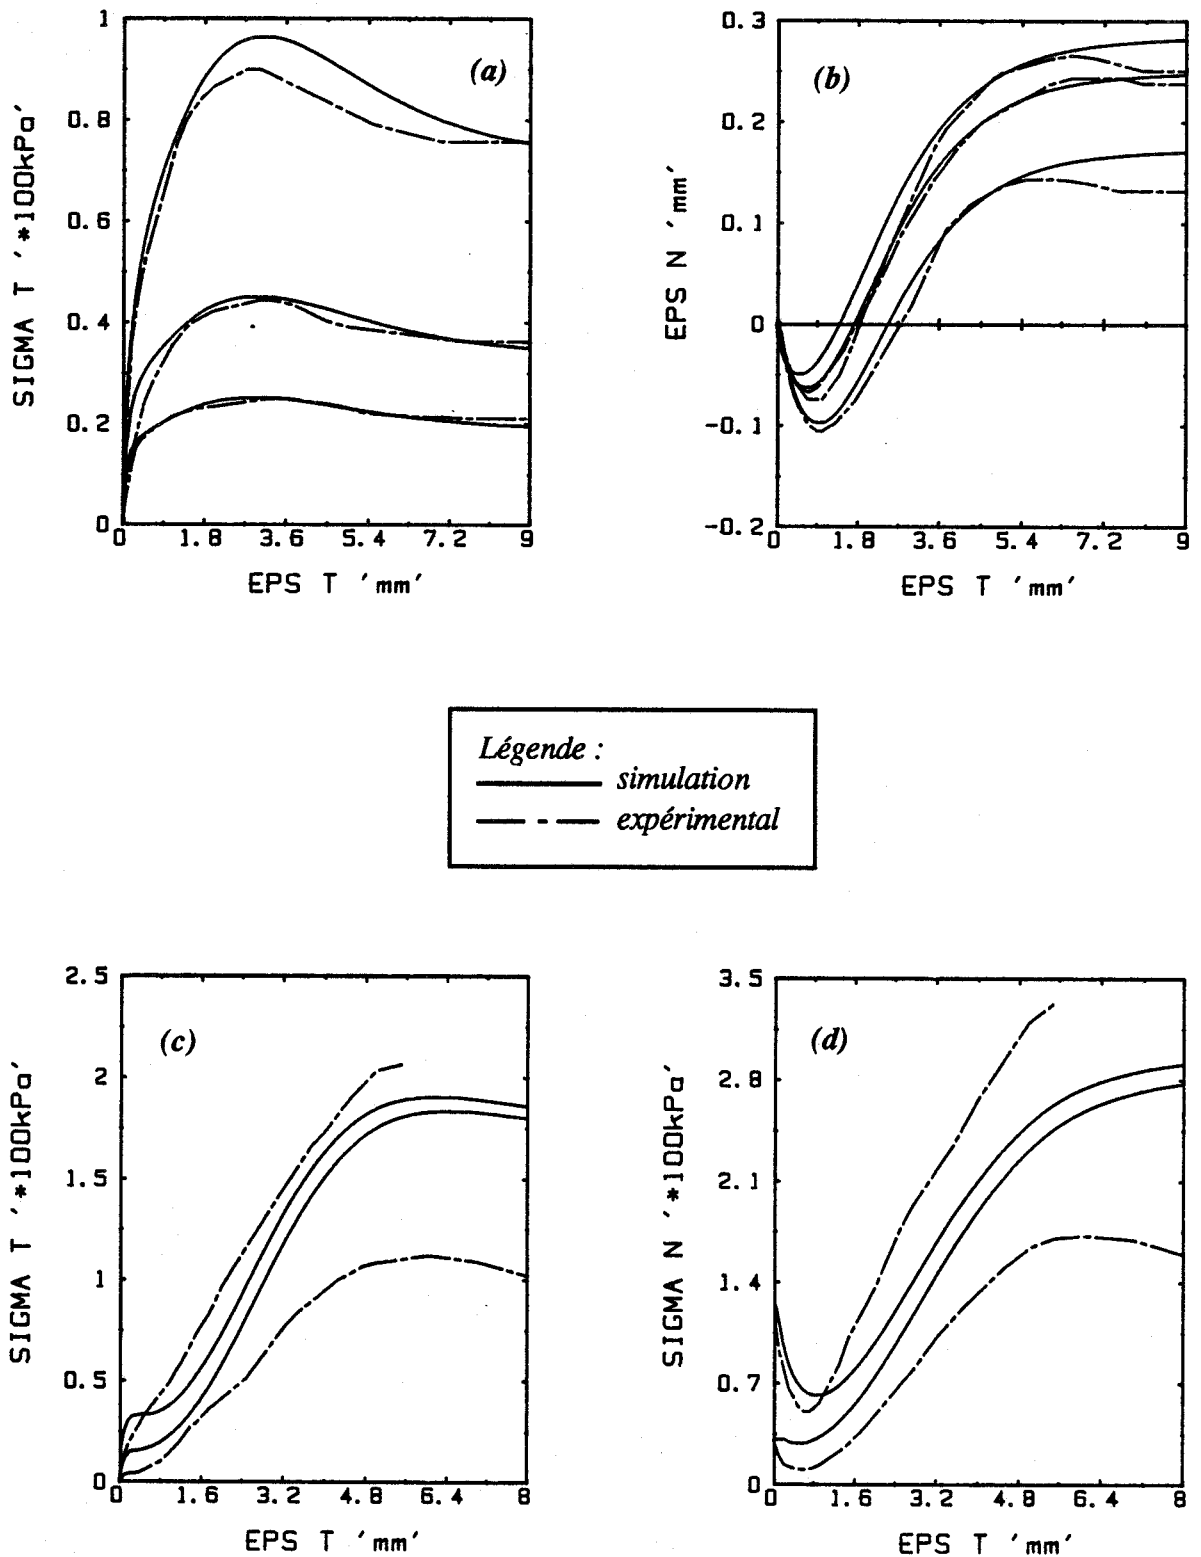 (a)
SIGMA T '*100kPa'
1
0.8
0.6
0.4
0.2
0
0 1.8 3.6 5.4 7.2 9
EPS T 'mm'
(b)
EPS N 'mm'
0.3
0.2
0.1
0
-0.1
-0.2
0 1.8 3.6 5.4 7.2 9
EPS T 'mm'
Légende :
simulation
expérimental
(c)
SIGMA T '*100kPa'
2.5
2
1.5
1
0.5
0
0 1.6 3.2 4.8 6.4 8
EPS T 'mm'
(d)
SIGMA N '*100kPa'
3.5
2.8
2.1
1.4
0.7
0
0 1.6 3.2 4.8 6.4 8
EPS T 'mm'